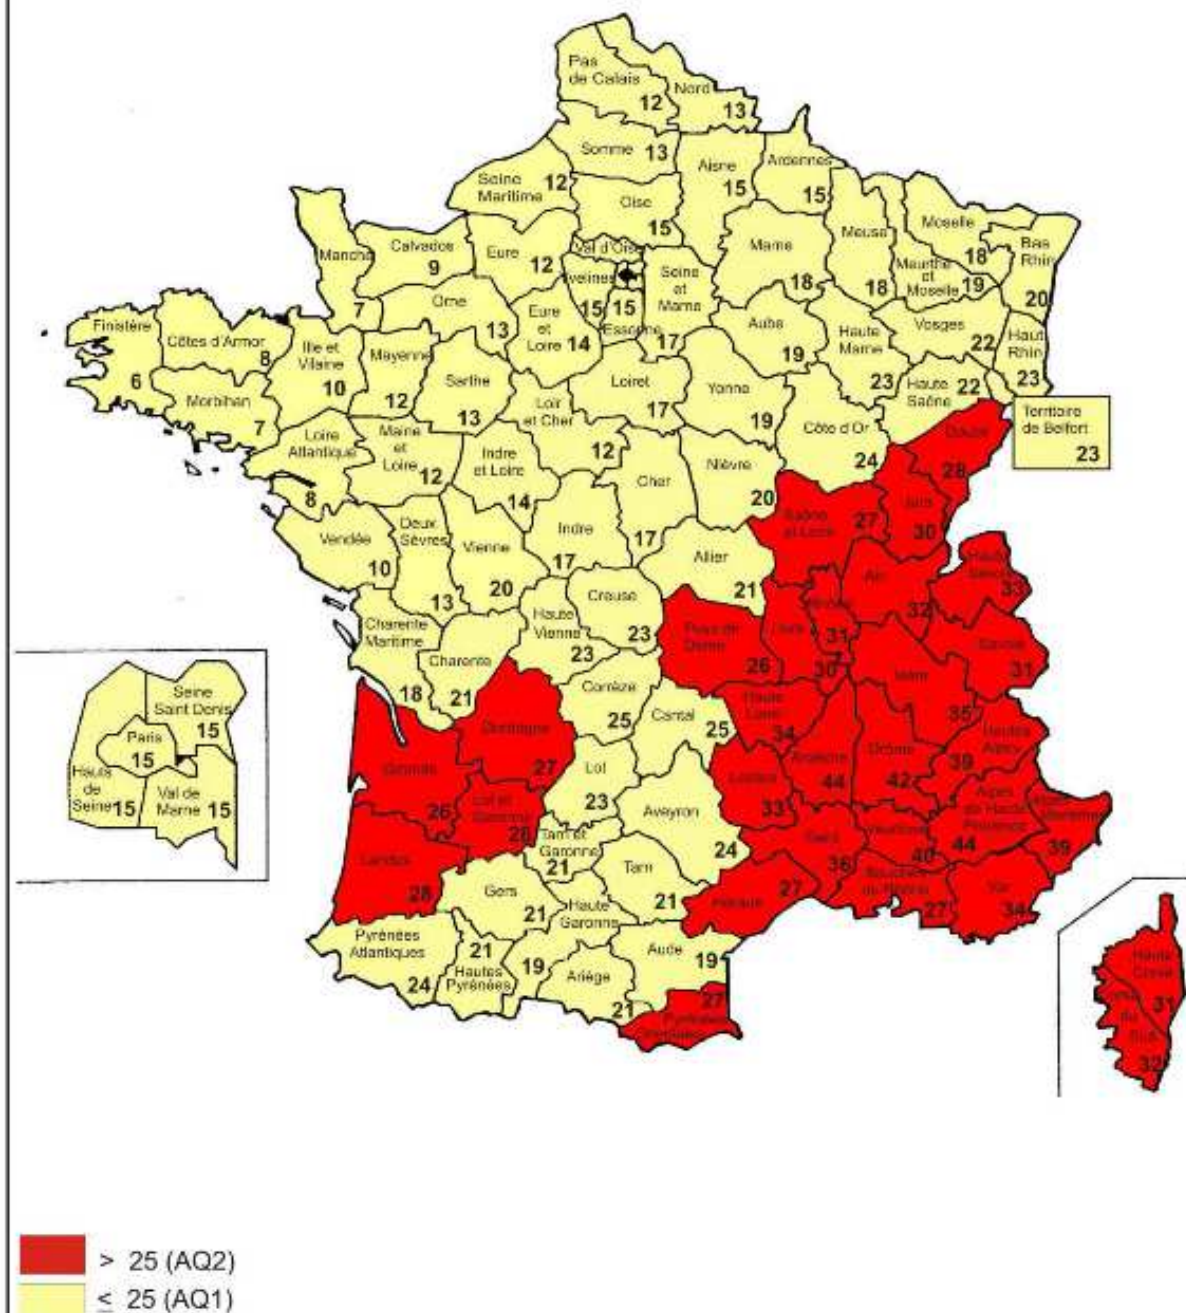 Pas
de Calais
12
Nord
13
Somme 13
Aisne
15
Ardennes
15
Seine
Maritime
12
Oise
15
Manche
7
Calvados
9
Eure
12
Val d'Oise
Yvelines
15
15
Essonne
Seine
et
Marne
17
Marne
18
Meuse
18
Moselle
18
Meurthe
et
Moselle 19
Bas
Rhin
20
Finistère
6
Côtes d'Armor
8
Morbihan
7
Ille et
Vilaine
10
Mayenne
12
Orne
13
Sarthe
13
Eure
et
Loire
14
Aube
19
Haute
Marne
23
Vosges
22
Haut
Rhin
23
Loire
Atlantique
8
Maine
et
Loire
12
Indre
et Loire
14
Loir
et Cher
12
Loiret
17
Yonne
19
Côte d'Or
24
Haute
Saône
22
Territoire
de Belfort
23
Doubs
28
Jura
30
Vendée
10
Deux
Sèvres
13
Vienne
20
Indre
17
Cher
17
Nièvre
20
Saône
et Loire
27
Allier
21
Charente
Maritime
18
Charente
21
Haute
Vienne
23
Creuse
23
Puys de
Dome
26
Loire
30
Rhône
31
Ain
32
Haute
Savoie
33
Savoie
31
Seine
Saint Denis
15
Paris
15
Hauts
de
Seine 15
Val de
Marne 15
Gironde
26
Dordogne
27
Corrèze
25
Cantal
25
Haute
Loire
34
Isère
35
Ardèche
44
Drôme
42
Hautes
Alpes
39
Lot et
Garonne
28
Lot
23
Aveyron
24
Lozère
33
Gard
36
Vaucluse
40
Alpes
de Haute
Provence
44
Alpes
Maritimes
39
Landes
28
Tarn et
Garonne
21
Tarn
21
Hérault
27
Bouches
du Rhône
27
Var
34
Gers
21
Haute
Garonne
19
Pyrénées
Atlantiques
24
21
Hautes
Pyrénées
Ariège
21
Aude
19
27
Pyrénées
Haute
Corse
31
Corse
du
Sud
32
> 25 (AQ2)
≤ 25 (AQ1)